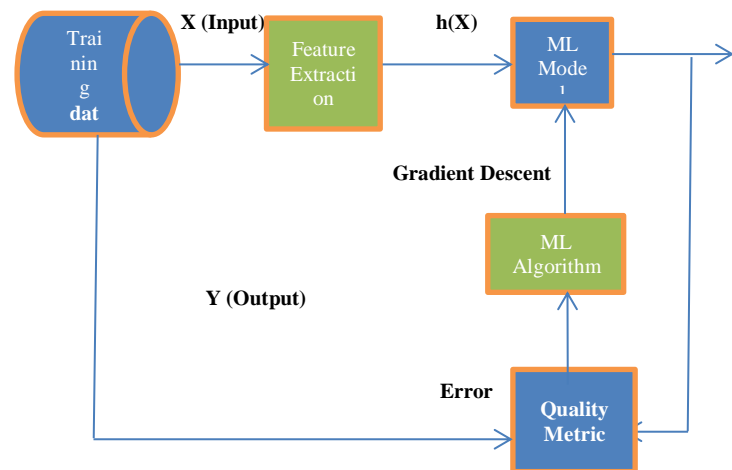 X (Input)
h(X)
Trai
nin
g
dat
Feature
Extracti
on
ML
Mode
l
Gradient Descent
ML
Algorithm
Y (Output)
Error
Quality
Metric